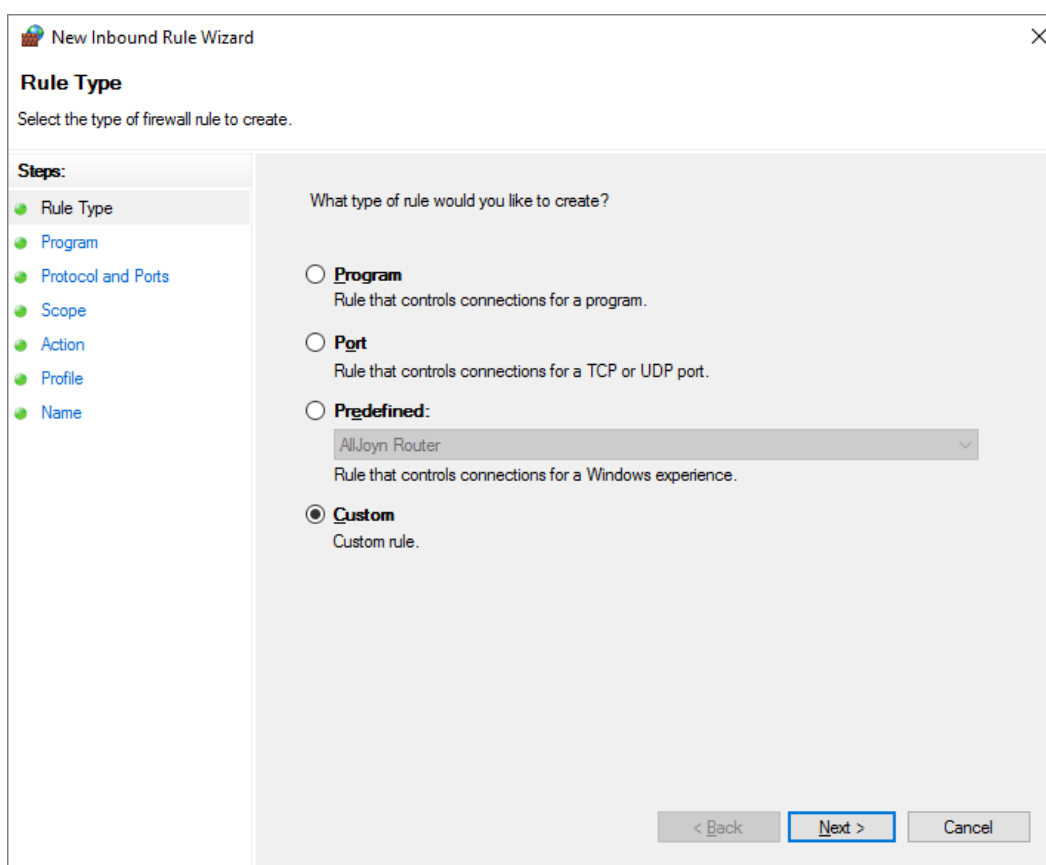 New Inbound Rule Wizard
Rule Type
Select the type of firewall rule to create.
Steps:
Rule Type
Program
Protocol and Ports
Scope
Action
Profile
Name
What type of rule would you like to create?
Program
Rule that controls connections for a program.
Port
Rule that controls connections for a TCP or UDP port.
Predefined:
AllJoyn Router
Rule that controls connections for a Windows experience.
Custom
Custom rule.
< Back
Next >
Cancel